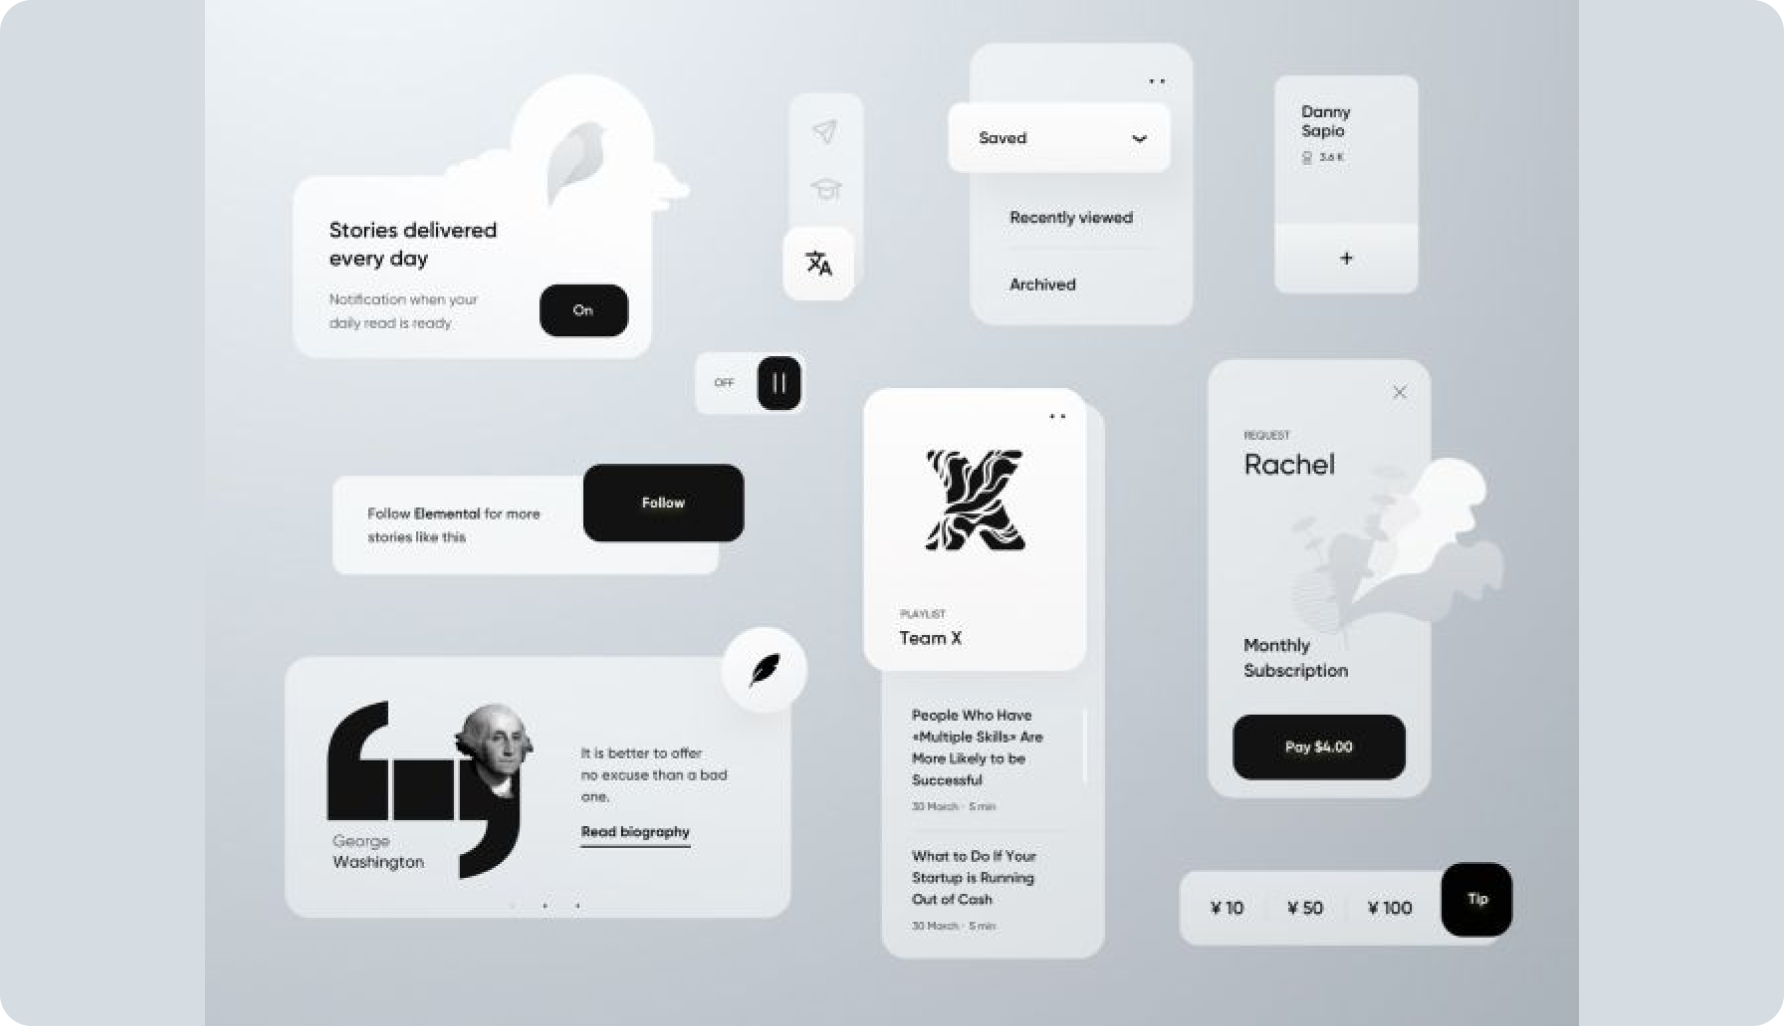 Stories delivered
every day
Notification when your
daily read is ready
On
文A
Saved
Recently viewed
Archived
Danny
Sapio
3.6 K
+
OFF
Follow Elemental for more
stories like this
Follow
X
PLAYLIST
Team X
People Who Have
«Multiple Skills» Are
More Likely to be
Successful
30 March · 5 min
What to Do If Your
Startup is Running
Out of Cash
30 March · 5 min
REQUEST
Rachel
Monthly
Subscription
Pay $4.00
George
Washington
It is better to offer
no excuse than a bad
one.
Read biography
¥ 10
¥ 50
¥ 100
Tip